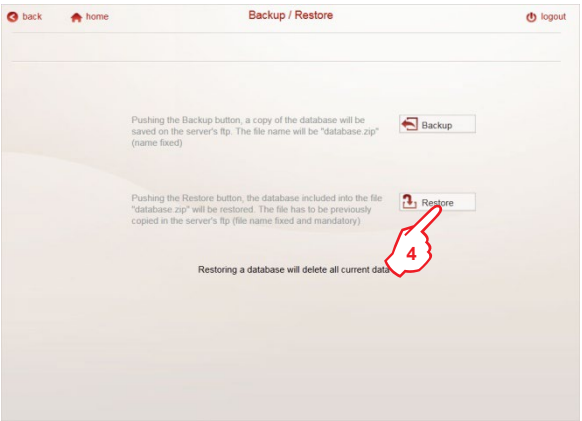 back home Backup / Restore logout
Pushing the Backup button, a copy of the database will be
saved on the server's ftp. The file name will be "database.zip"
(name fixed)
Backup
Pushing the Restore button, the database included into the file
"database.zip" will be restored. The file has to be previously
copied in the server's ftp (file name fixed and mandatory)
Restore
4
Restoring a database will delete all current data